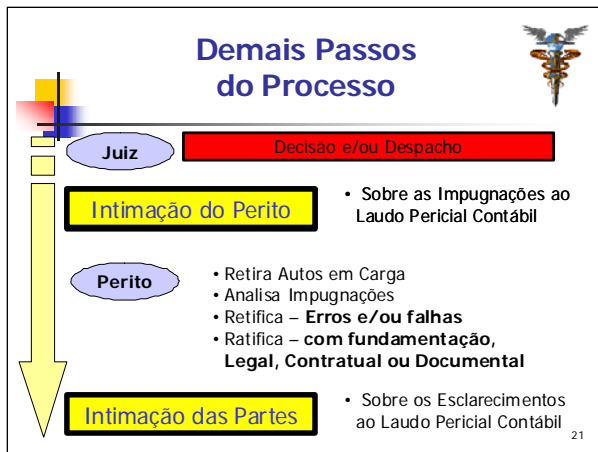 Demais Passos
do Processo
Juiz
Decisão e/ou Despacho
Intimação do Perito
• Sobre as Impugnações ao
Laudo Pericial Contábil
Perito
• Retira Autos em Carga
• Analisa Impugnações
• Retifica – Erros e/ou falhas
• Ratifica – com fundamentação,
Legal, Contratual ou Documental
Intimação das Partes
• Sobre os Esclarecimentos
ao Laudo Pericial Contábil
21